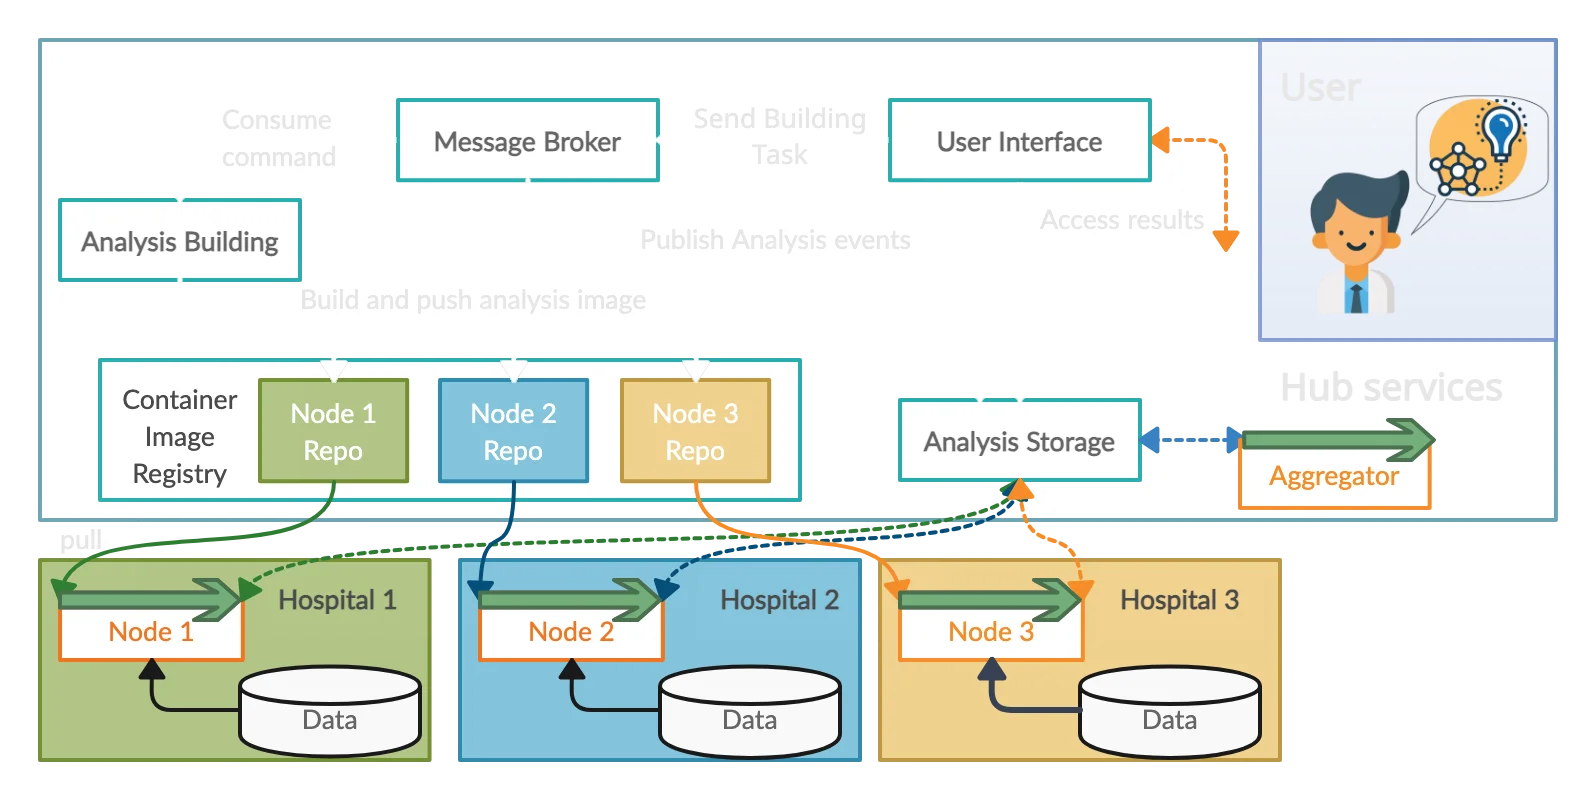 User
Consume
command
Message Broker
Send Building
Task
User Interface
Access results
Analysis Building
Publish Analysis events
Build and push analysis image
Container
Image
Registry
Node 1
Repo
Node 2
Repo
Node 3
Repo
Hub services
Analysis Storage
Aggregator
pull
Hospital 1
Node 1
Data
Hospital 2
Node 2
Data
Hospital 3
Node 3
Data